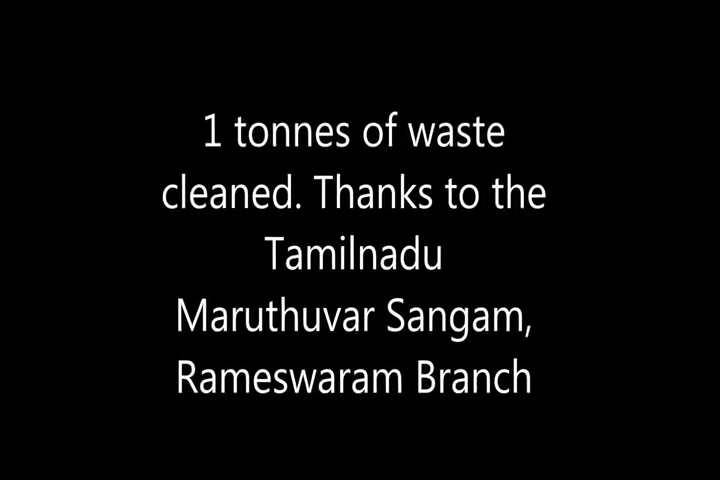 1 tonnes of waste
cleaned. Thanks to the
Tamilnadu
Maruthuvar Sangam,
Rameswaram Branch